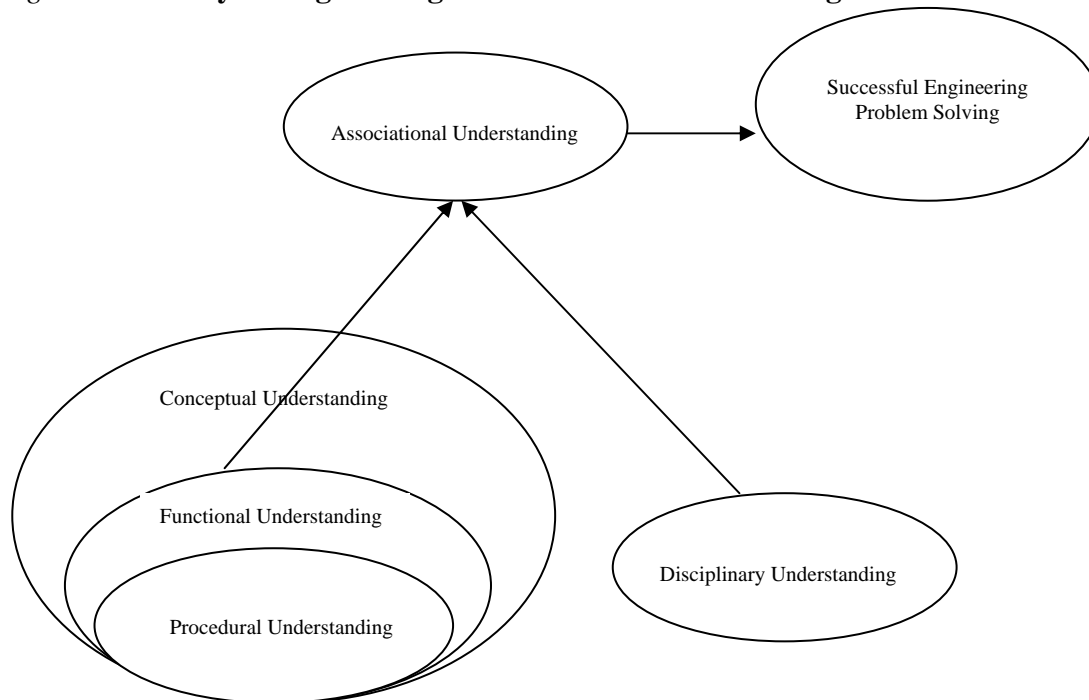 Associational Understanding
Successful Engineering
Problem Solving
Conceptual Understanding
Functional Understanding
Procedural Understanding
Disciplinary Understanding